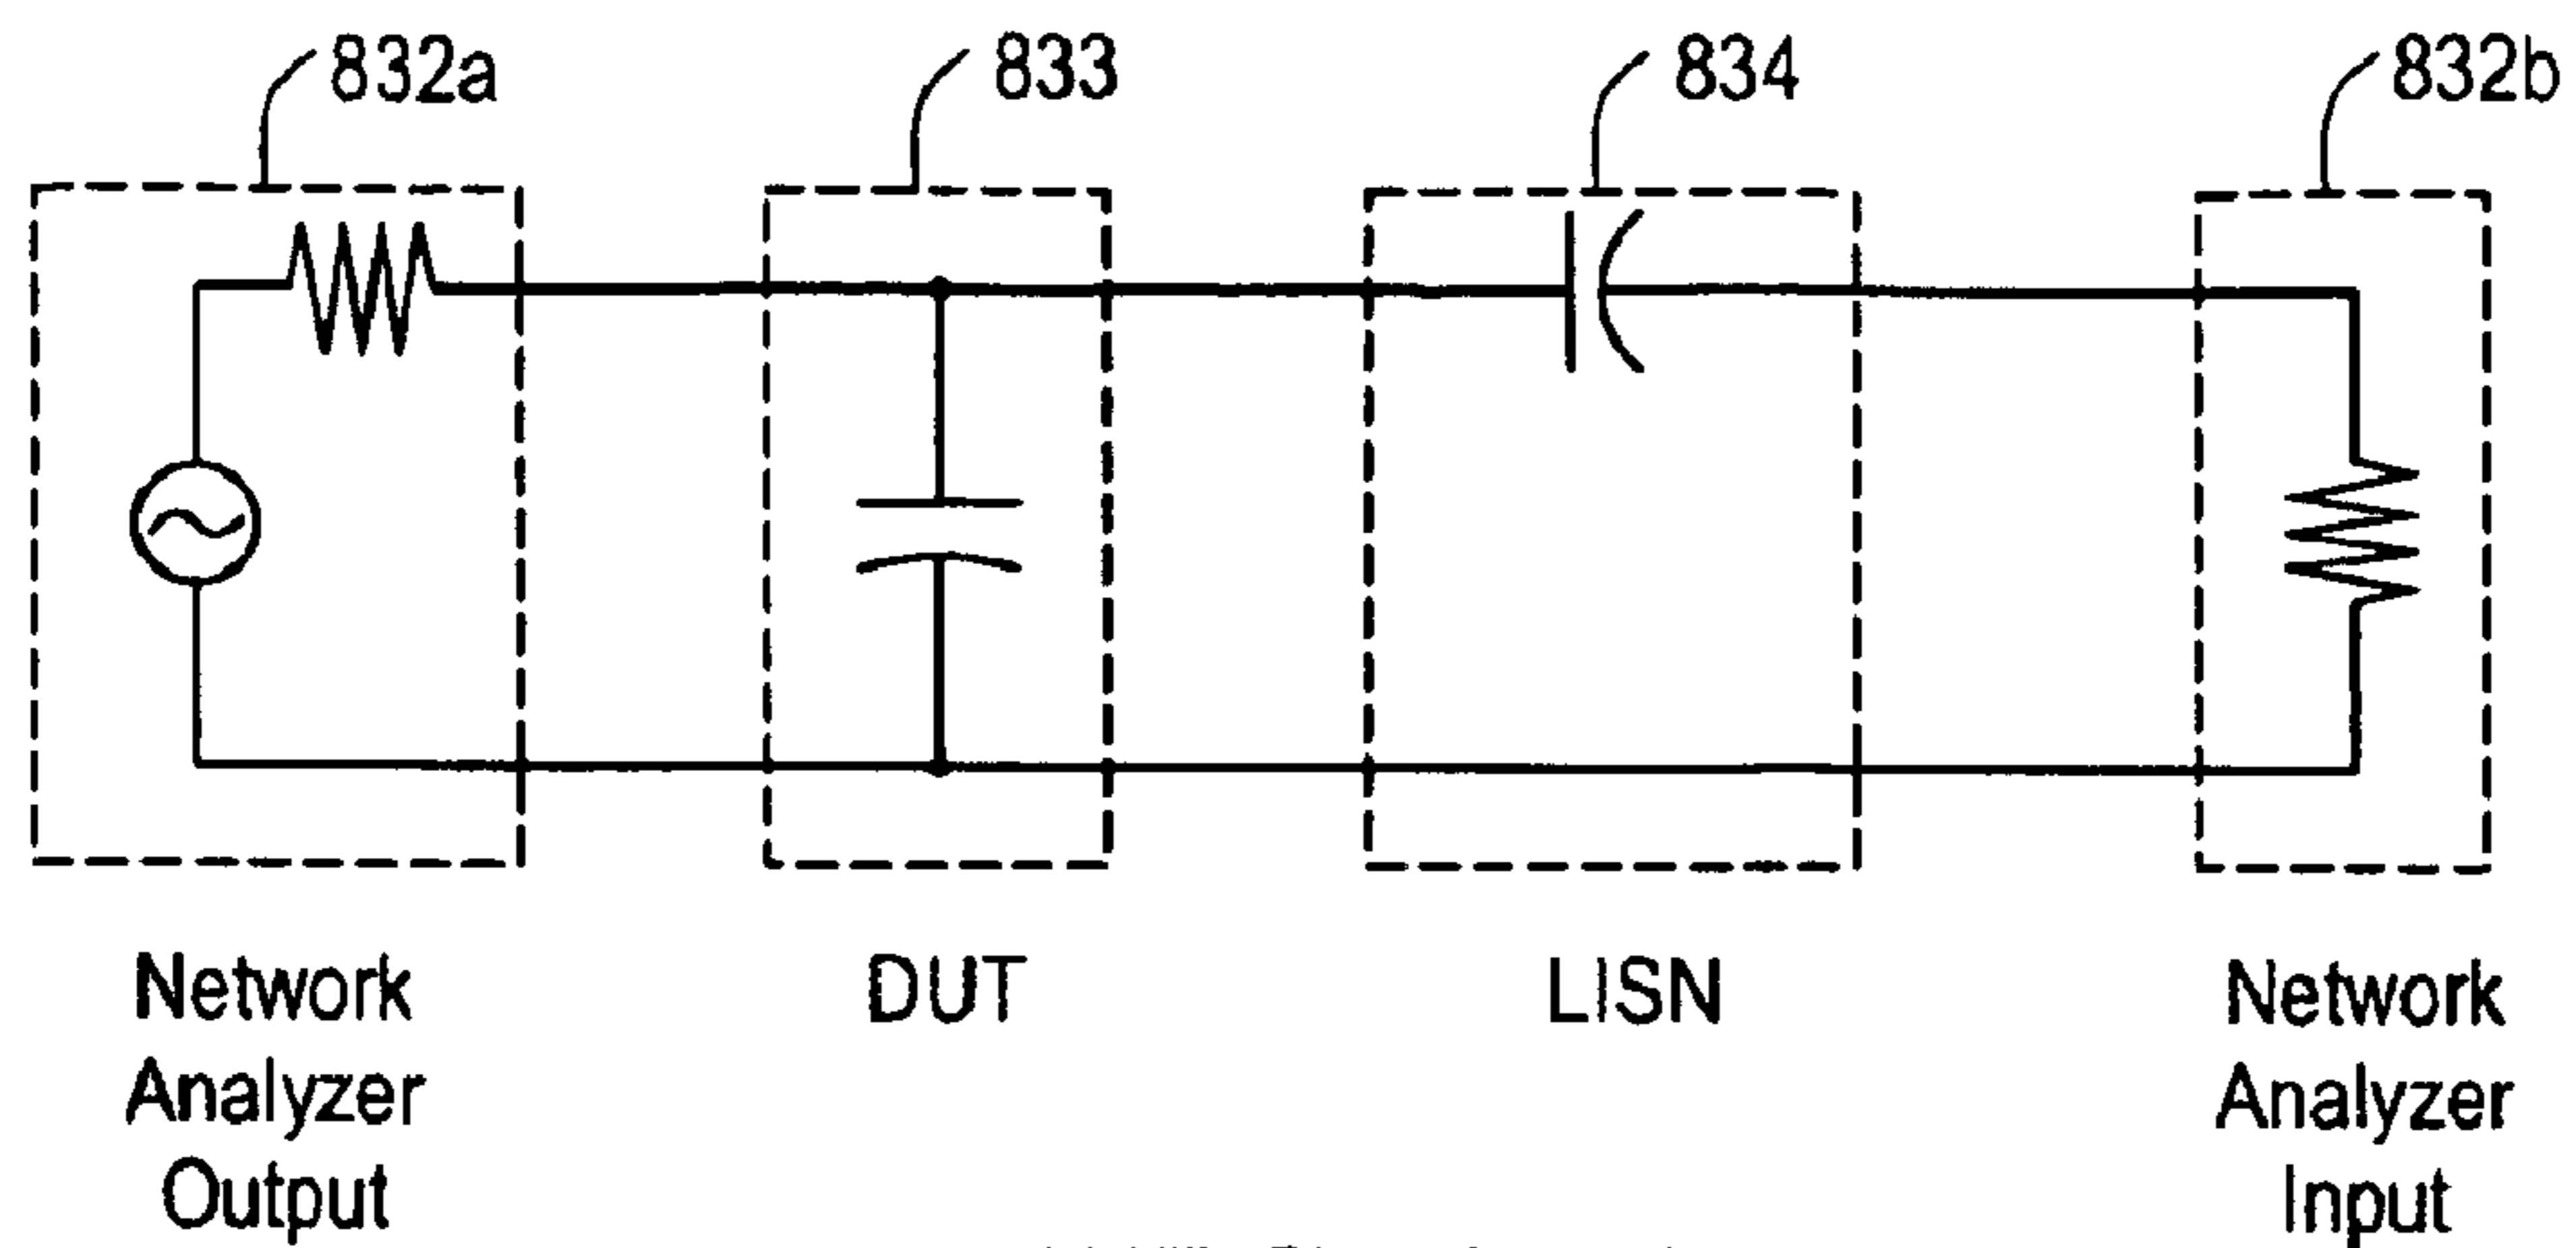 832a
833
834
832b
Network
Analyzer
Output
DUT
LISN
Network
Analyzer
Input